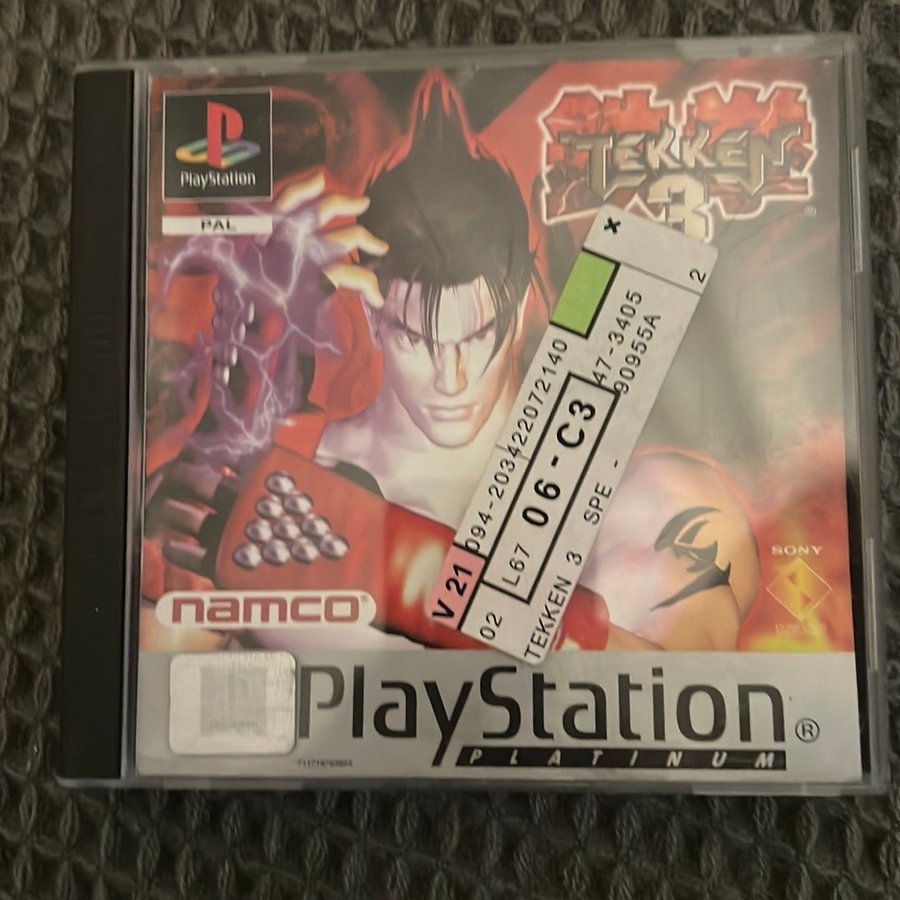 PlayStation
PAL
TEKKEN
3
®
x
2
094-203422072140
47-3405
90955A
L67
06-C3
SPE -
V 21
02
TEKKEN 3
namco
SONY
PlayStation®
PLATINUM